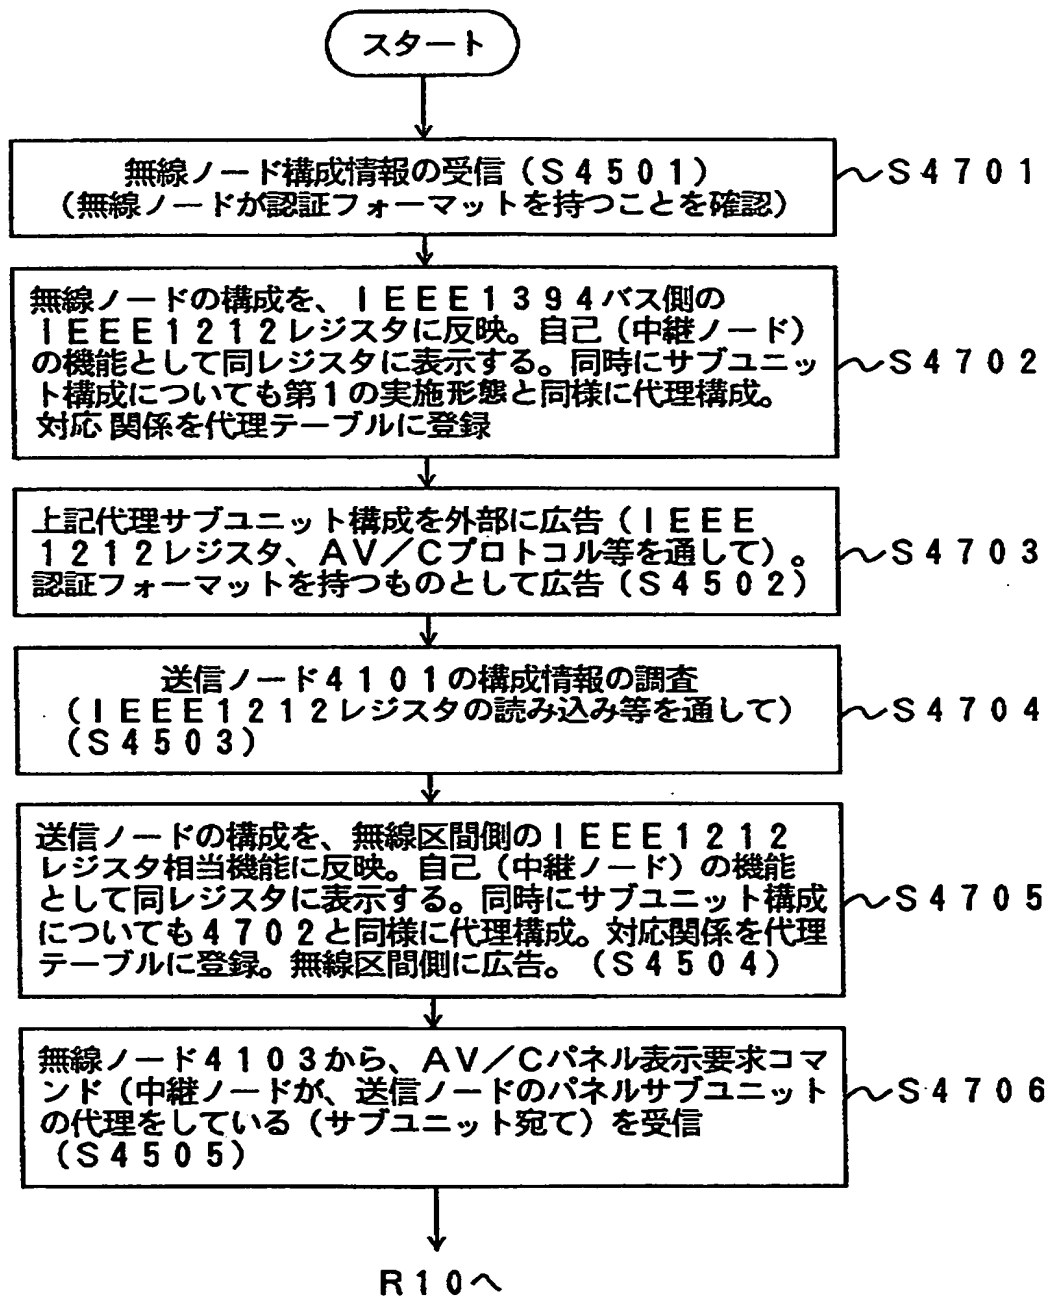 スタート
無線ノード構成情報の受信（S4501）
（無線ノードが認証フォーマットを持つことを確認）
S4701
無線ノードの構成を、IEEE1394バス側の
IEEE1212レジスタに反映。自己（中継ノード）
の機能として同レジスタに表示する。同時にサブユニッ
ト構成についても第1の実施形態と同様に代理構成。
対応関係を代理テーブルに登録
S4702
上記代理サブユニット構成を外部に広告（IEEE
1212レジスタ、AV／Cプロトコル等を通して）。
認証フォーマットを持つものとして広告（S4502）
S4703
送信ノード4101の構成情報の調査
（IEEE1212レジスタの読み込み等を通して）
（S4503）
S4704
送信ノードの構成を、無線区間側のIEEE1212
レジスタ相当機能に反映。自己（中継ノード）の機能
として同レジスタに表示する。同時にサブユニット構成
についても4702と同様に代理構成。対応関係を代理
テーブルに登録。無線区間側に広告。（S4504）
S4705
無線ノード4103から、AV／Cパネル表示要求コマ
ンド（中継ノードが、送信ノードのパネルサブユニット
の代理をしている（サブユニット宛て）を受信
（S4505）
S4706
R10へ